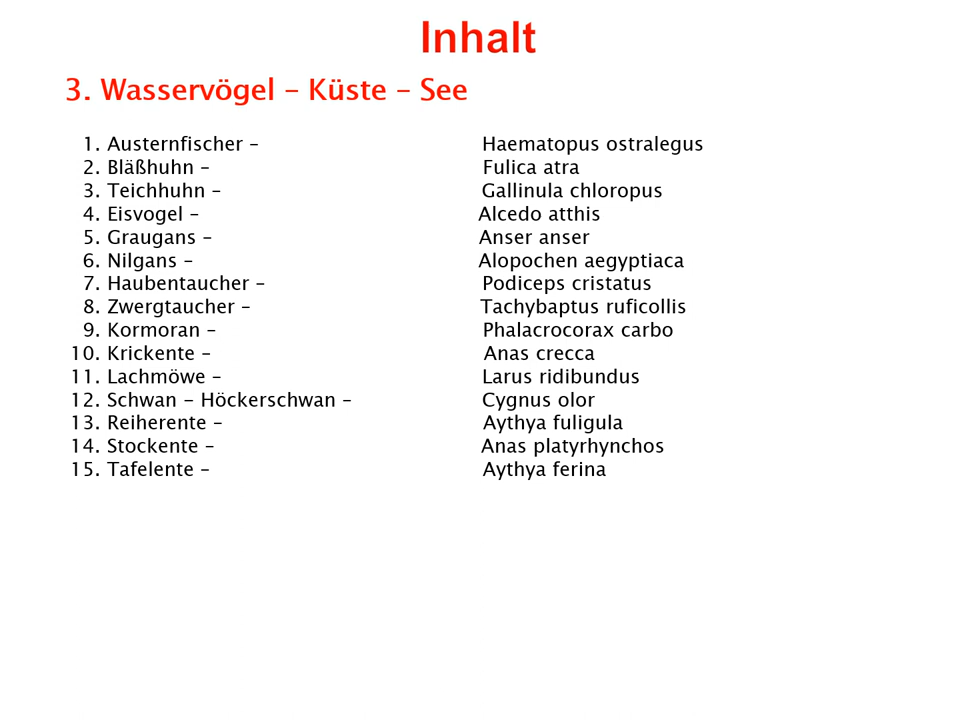 Inhalt
3. Wasservögel – Küste – See
1. Austernfischer – Haematopus ostralegus
2. Bläßhuhn – Fulica atra
3. Teichhuhn – Gallinula chloropus
4. Eisvogel – Alcedo atthis
5. Graugans – Anser anser
6. Nilgans – Alopochen aegyptiaca
7. Haubentaucher – Podiceps cristatus
8. Zwergtaucher – Tachybaptus ruficollis
9. Kormoran – Phalacrocorax carbo
10. Krickente – Anas crecca
11. Lachmöwe – Larus ridibundus
12. Schwan - Höckerschwan – Cygnus olor
13. Reiherente – Aythya fuligula
14. Stockente – Anas platyrhynchos
15. Tafelente – Aythya ferina